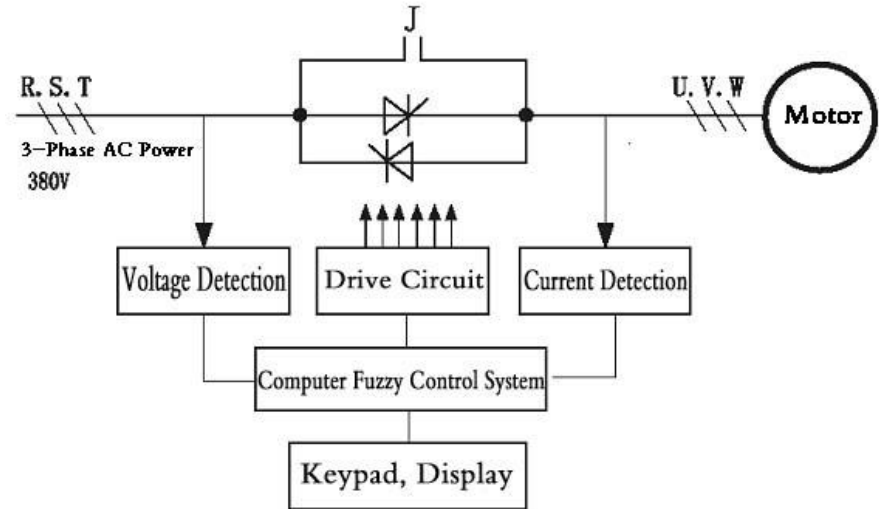 J
R. S. T
U. V. W
Motor
3-Phase AC Power
380V
Voltage Detection
Drive Circuit
Current Detection
Computer Fuzzy Control System
Keypad, Display